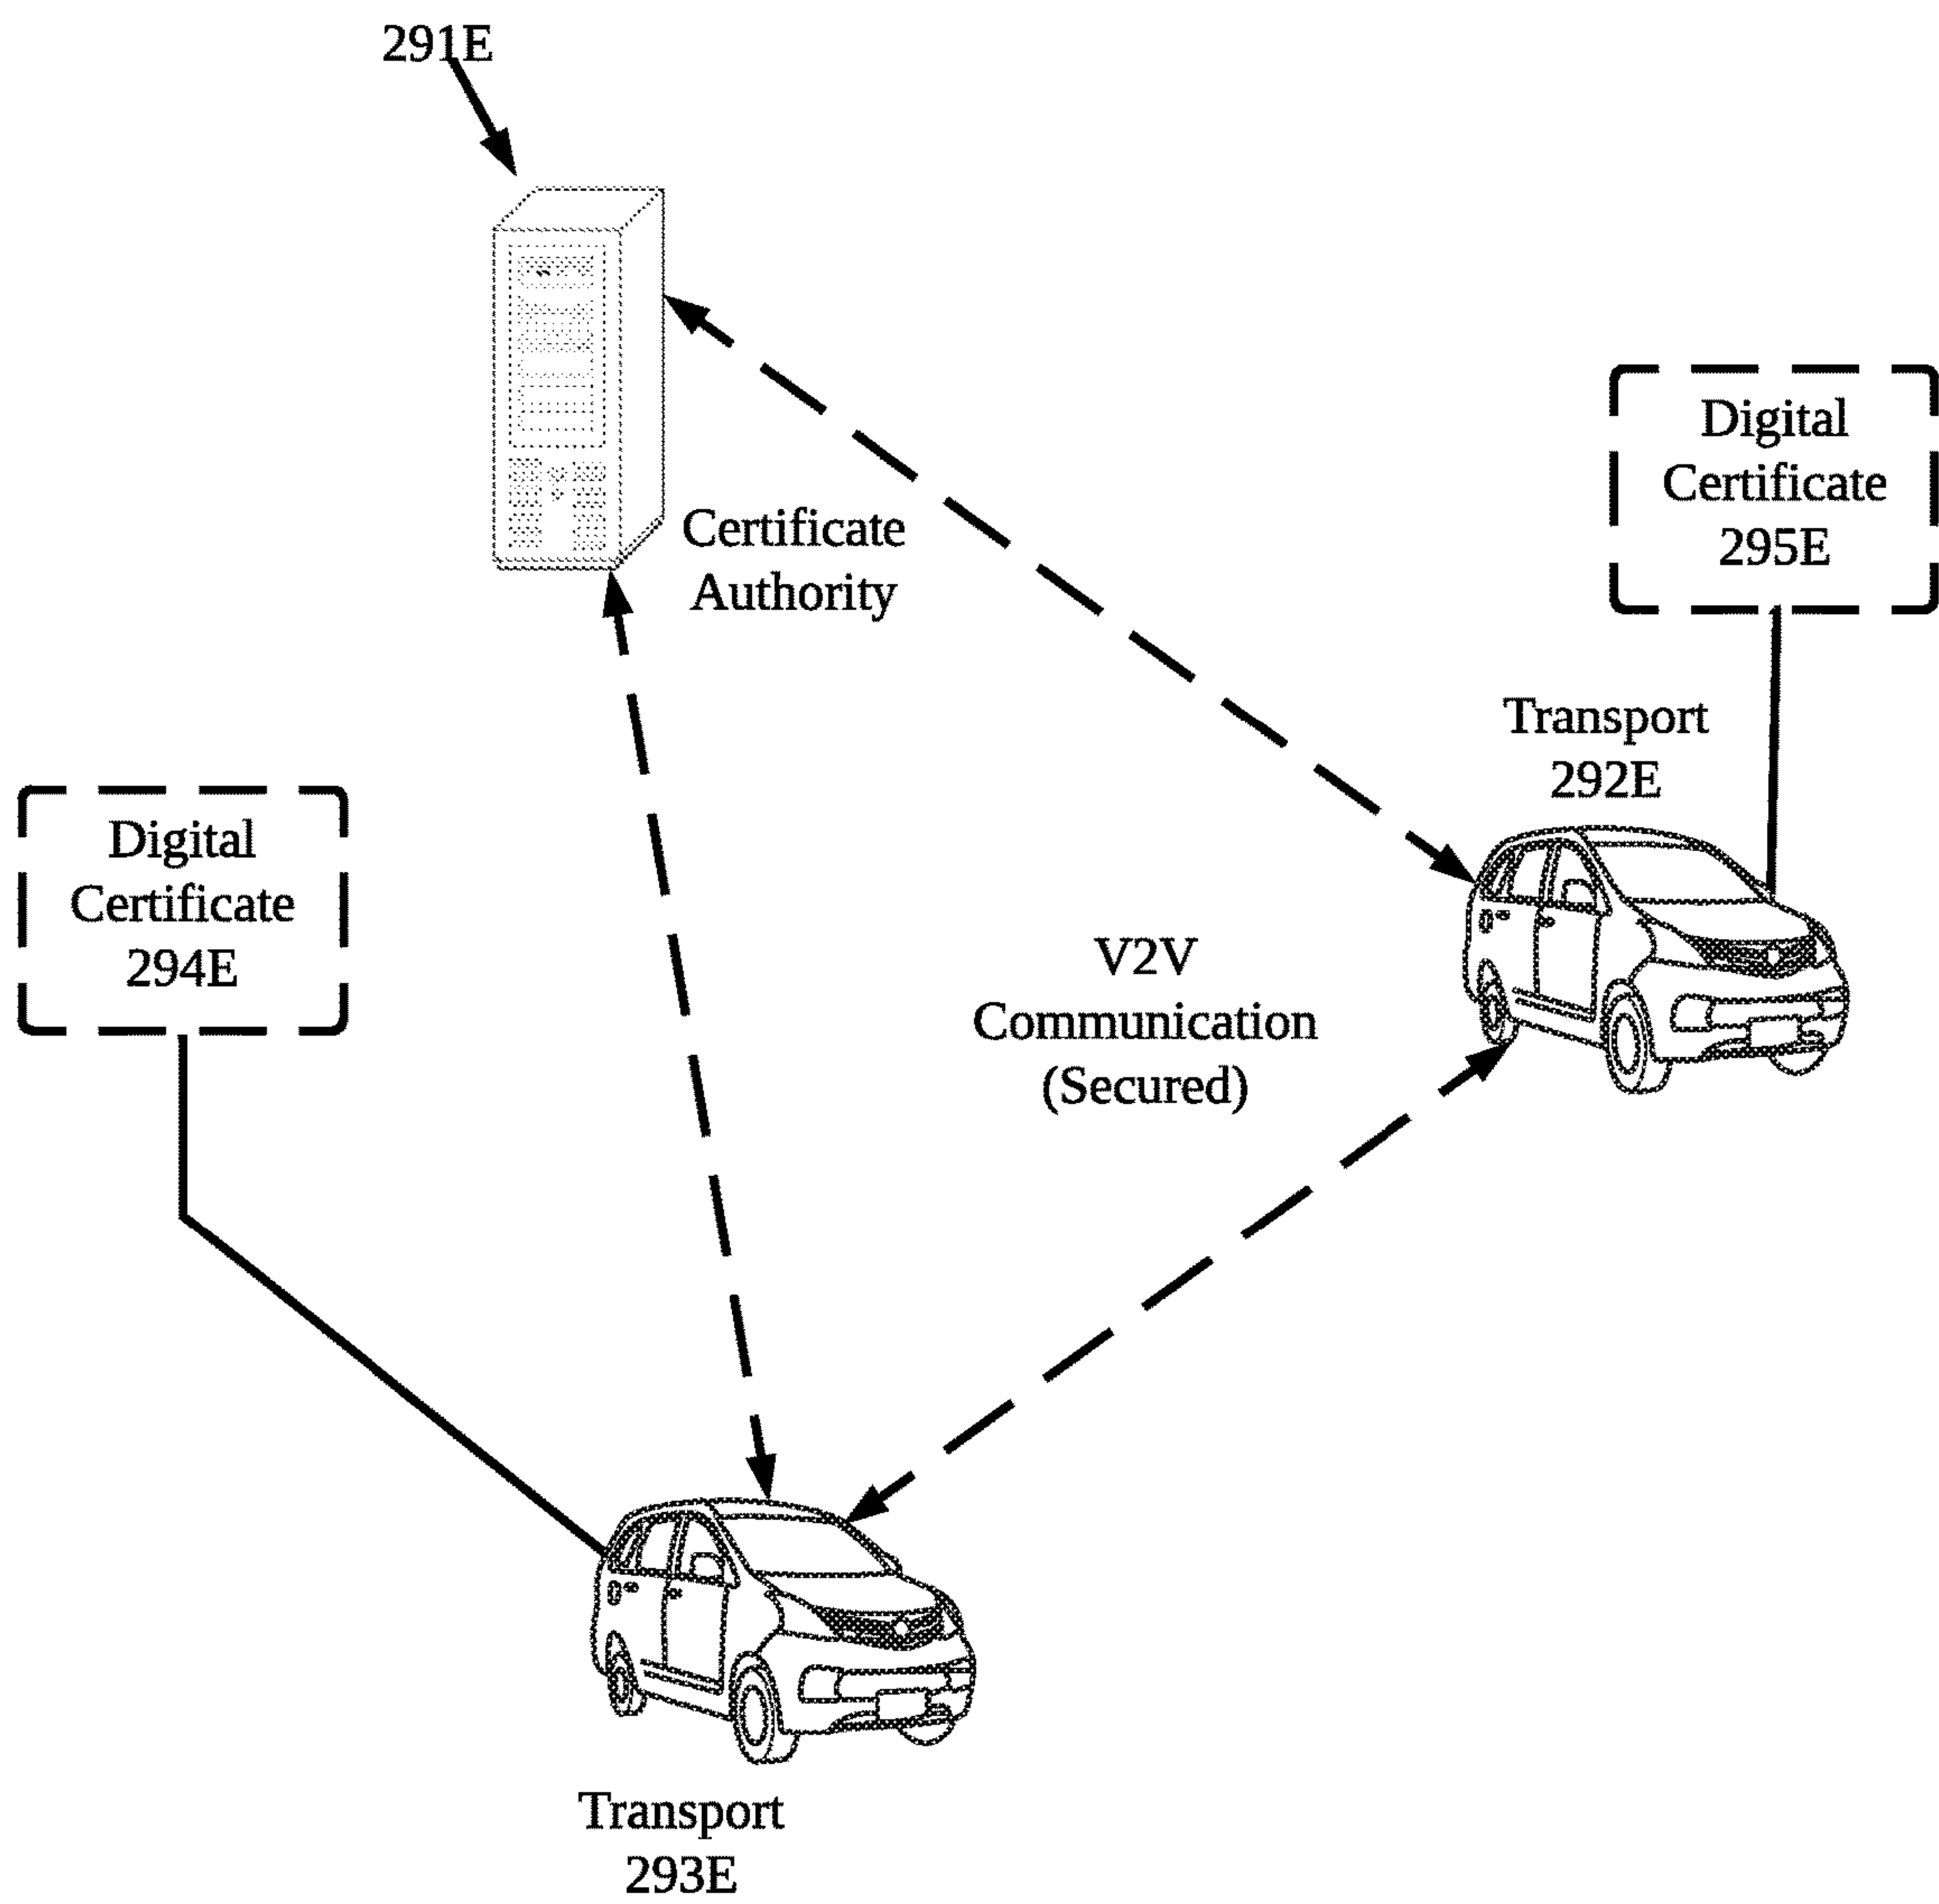 291E
Certificate
Authority
Digital
Certificate
295E
Transport
292E
Digital
Certificate
294E
V2V
Communication
(Secured)
Transport
293E